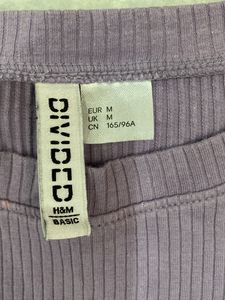 DIVIDED
H&M
BASIC
EUR M
UK M
CN 165/96A